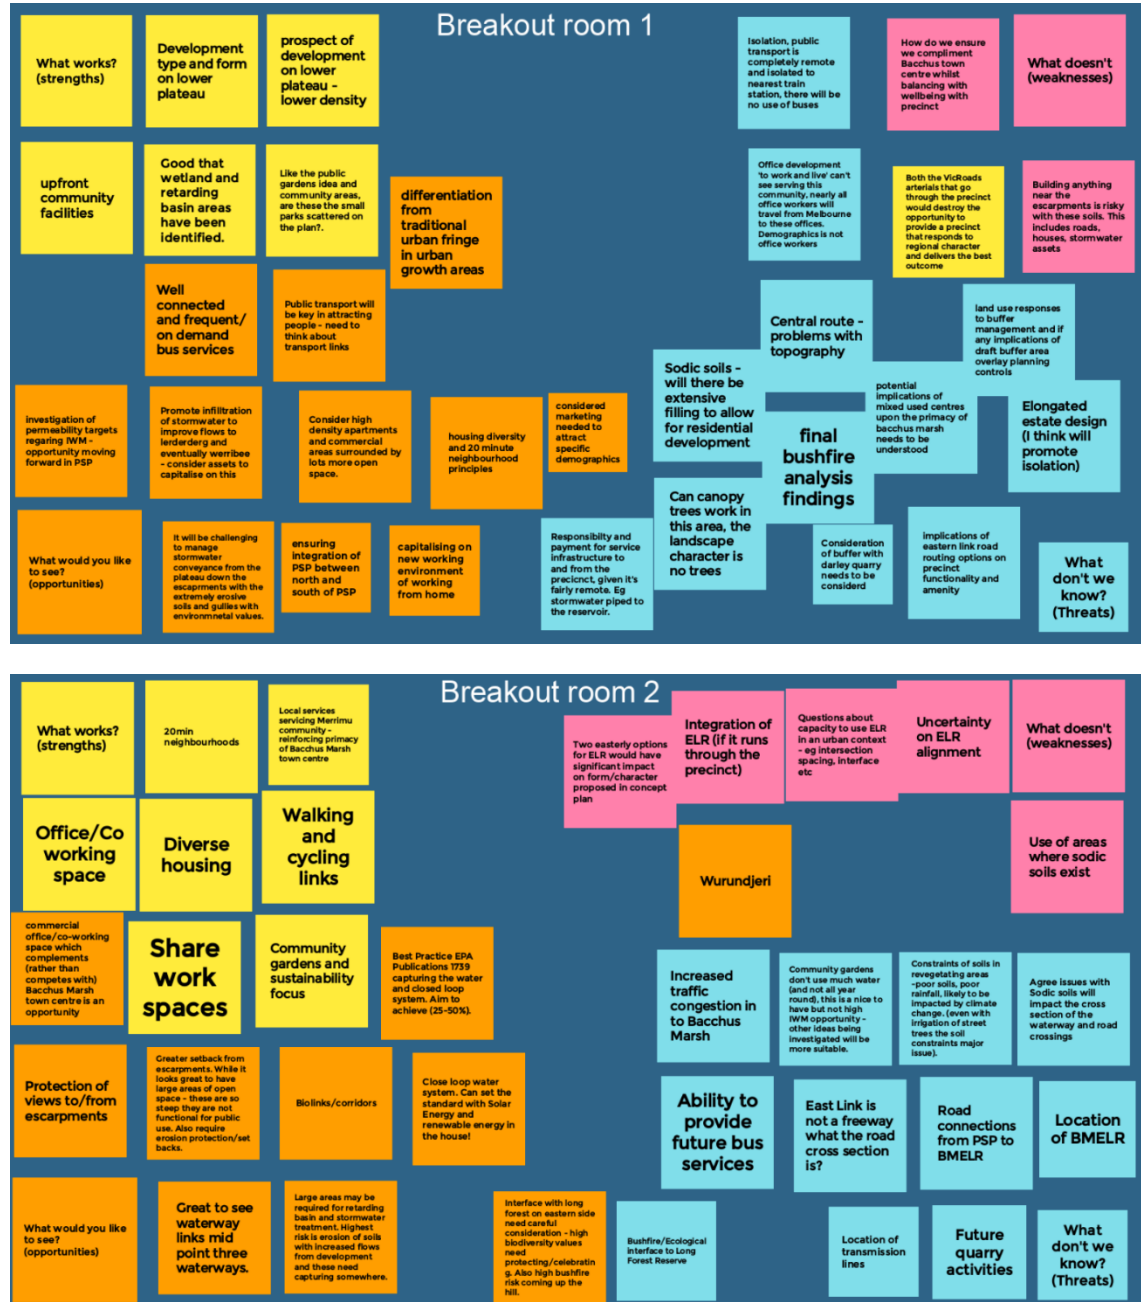 Breakout room 1
What works?
(strengths)
Development
type and form
on lower
plateau
prospect of
development
on lower
plateau -
lower density
Isolation, public
transport is
completely remote
and isolated to
nearest train
station, there will be
no use of buses
How do we ensure
we compliment
Bacchus town
centre whilst
balancing with
wellbeing with
precinct
What doesn't
(weaknesses)
upfront
community
facilities
Good that
wetland and
retarding
basin areas
have been
identified.
Like the public
gardens idea and
community areas,
are these the small
parks scattered on
the plan?.
differentiation
from
traditional
urban fringe
in urban
growth areas
Office development
'to work and live' can't
see serving this
community, nearly all
office workers will
travel from Melbourne
to these offices.
Demographics is not
office workers
Both the VicRoads
arterials that go
through the precinct
would destroy the
opportunity to
provide a precinct
that responds to
regional character
and delivers the best
outcome
Building anything
near the
escarpments is risky
with these soils. This
includes roads,
houses, stormwater
assets
Well
connected
and frequent/
on demand
bus services
Public transport will
be key in attracting
people - need to
think about
transport links
Central route -
problems with
topography
land use responses
to buffer
management and if
any implications of
draft buffer area
overlay planning
controls
Sodic soils -
will there be
extensive
filling to allow
for residential
development
potential
implications of
mixed used centres
upon the primacy of
bacchus marsh
needs to be
understood
Elongated
estate design
(I think will
promote
isolation)
investigation of
permeability targets
regaring IWM -
opportunity moving
forward in PSP
Promote infilltration
of stormwater to
improve flows to
lerderderg and
eventually werribee
- consider assets to
capitalise on this
Consider high
density apartments
and commercial
areas surrounded by
lots more open
space.
housing diversity
and 20 minute
neighbourhood
principles
considered
marketing
needed to
attract
specific
demographics
final
bushfire
analysis
findings
Can canopy
trees work in
this area, the
landscape
character is
no trees
What would you like
to see?
(opportunities)
It will be challenging
to manage
stormwater
conveyance from the
plateau down the
escaprments with the
extremely erosive
soils and gullies with
environmnetal values.
ensuring
integration of
PSP between
north and
south of PSP
capitalising on
new working
environment
of working
from home
Responsibilty and
payment for service
infrastructure to
and from the
precicnct, given it's
fairly remote. Eg
stormwater piped to
the reservoir.
Consideration
of buffer with
darley quarry
needs to be
considerd
implications of
eastern link road
routing options on
precinct
functionality and
amenity
What
don't we
know?
(Threats)
Breakout room 2
What works?
(strengths)
20min
neighbourhoods
Local services
servicing Merrimu
community -
reinforcing primacy
of Bacchus Marsh
town centre
Two easterly options
for ELR would have
significant impact
on form/character
proposed in concept
plan
Integration of
ELR (if it runs
through the
precinct)
Questions about
capacity to use ELR
in an urban context
- eg intersection
spacing, interface
etc
Uncertainty
on ELR
alignment
What doesn't
(weaknesses)
Office/Co
working
space
Diverse
housing
Walking
and
cycling
links
Wurundjeri
Use of areas
where sodic
soils exist
commercial
office/co-working
space which
complements
(rather than
competes with)
Bacchus Marsh
town centre is an
opportunity
Share
work
spaces
Community
gardens and
sustainability
focus
Best Practice EPA
Publications 1739
capturing the water
and closed loop
system. Aim to
achieve (25-50%).
Increased
traffic
congestion in
to Bacchus
Marsh
Community gardens
don't use much water
(and not all year
round), this is a nice to
have but not high
IWM opportunity -
other ideas being
investigated will be
more suitable.
Constraints of soils in
revegetating areas
-poor soils, poor
rainfall, likely to be
impacted by climate
change. (even with
irrigation of street
trees the soil
constraints major
issue).
Agree issues with
Sodic soils will
impact the cross
section of the
waterway and road
crossings
Protection of
views to/from
escarpments
Greater setback from
escarpments. While it
looks great to have
large areas of open
space - these are so
steep they are not
functional for public
use. Also require
erosion protection/set
backs.
Biolinks/corridors
Close loop water
system. Can set the
standard with Solar
Energy and
renewable energy in
the house!
Ability to
provide
future bus
services
East Link is
not a freeway
what the road
cross section
is?
Road
connections
from PSP to
BMELR
Location
of BMELR
What would you like
to see?
(opportunities)
Great to see
waterway
links mid
point three
waterways.
Large areas may be
required for retarding
basin and stormwater
treatment. Highest
risk is erosion of soils
with increased flows
from development
and these need
capturing somewhere.
Interface with long
forest on eastern side
need careful
consideration - high
biodiversity values
need
protecting/celebratin
g. Also high bushfire
risk coming up the
hill.
Bushfire/Ecological
interface to Long
Forest Reserve
Location of
transmission
lines
Future
quarry
activities
What
don't we
know?
(Threats)